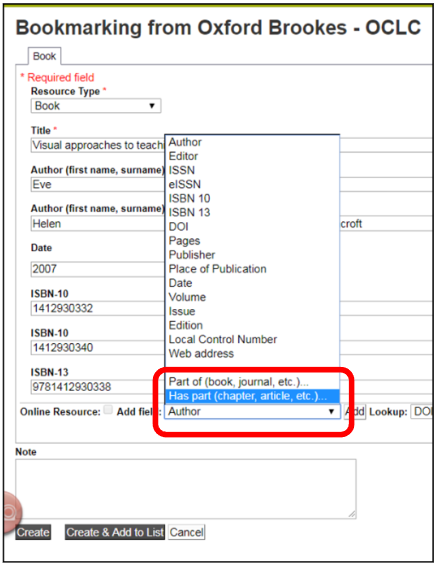 Bookmarking from Oxford Brookes - OCLC
Book
* Required field
Resource Type *
Book
Title *
Visual approaches to teachi
Author (first name, surname)
Eve
Author (first name, surname)
Helen croft
Date
2007
ISBN-10
1412930332
ISBN-10
1412930340
ISBN-13
9781412930338
Author
Editor
ISSN
eISSN
ISBN 10
ISBN 13
DOI
Pages
Publisher
Place of Publication
Date
Volume
Issue
Edition
Local Control Number
Web address
Part of (book, journal, etc.)...
Has part (chapter, article, etc.)...
Online Resource: Add field: Author Add Lookup: DOI
Note
Create Create & Add to List Cancel